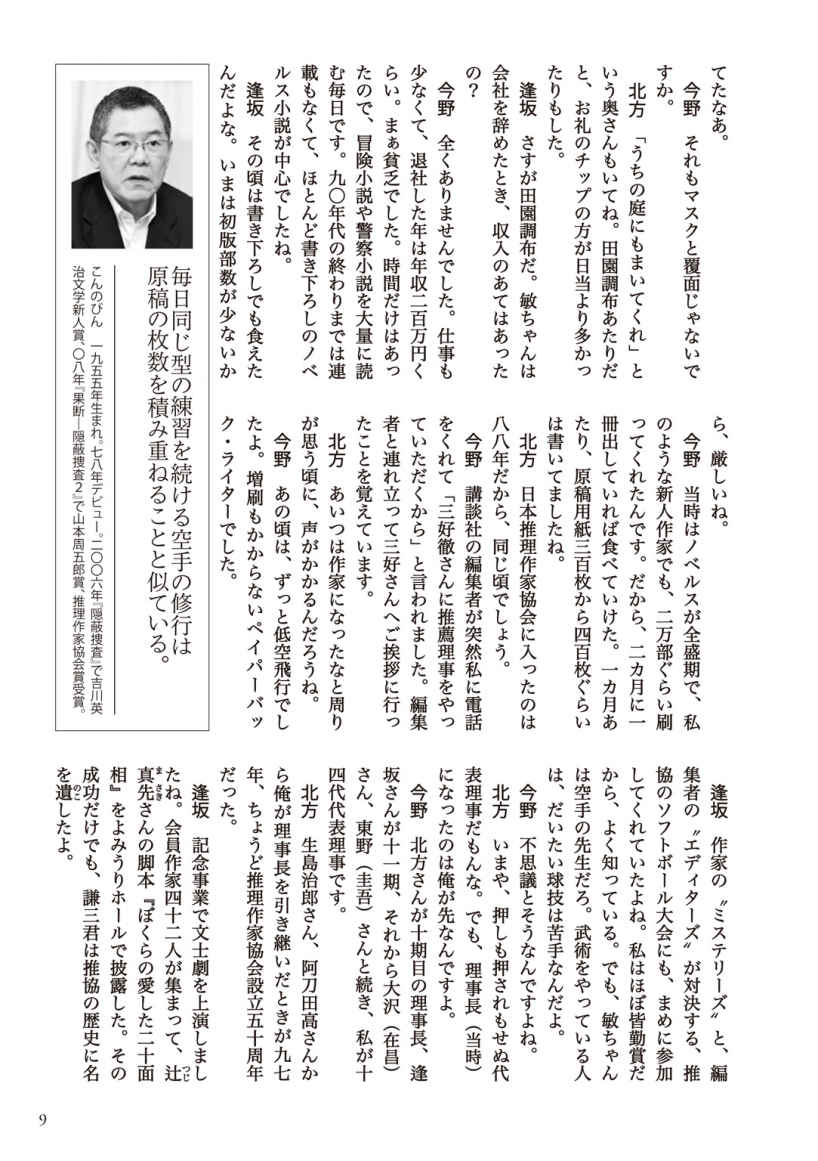 てたなあ。
　今野　それもマスクと覆面じゃないで
すか。
　北方　「うちの庭にもまいてくれ」と
いう奥さんもいてね。田園調布あたりだ
と、お礼のチップの方が日当より多かっ
たりもした。
　逢坂　さすが田園調布だ。敏ちゃんは
会社を辞めたとき、収入のあてはあった
の？
　今野　全くありませんでした。仕事も
少なくて、退社した年は年収二百万円く
らい。まぁ貧乏でした。時間だけはあっ
たので、冒険小説や警察小説を大量に読
む毎日です。九〇年代の終わりまでは連
載もなくて、ほとんど書き下ろしのノベ
ルス小説が中心でしたね。
　逢坂　その頃は書き下ろしでも食えた
んだよな。いまは初版部数が少ないか
ら、厳しいね。
　今野　当時はノベルスが全盛期で、私
のような新人作家でも、二万部ぐらい刷
ってくれたんです。だから、二カ月に一
冊出していれば食べていけた。一カ月あ
たり、原稿用紙三百枚から四百枚ぐらい
は書いてましたね。
　北方　日本推理作家協会に入ったのは
八八年だから、同じ頃でしょう。
　今野　講談社の編集者が突然私に電話
をくれて「三好徹さんに推薦理事をやっ
ていただくから」と言われました。編集
者と連れ立って三好さんへご挨拶に行っ
たことを覚えています。
　北方　あいつは作家になったなと周り
が思う頃に、声がかかるんだろうね。
　今野　あの頃は、ずっと低空飛行でし
たよ。増刷もかからないペイパーバッ
ク・ライターでした。
　逢坂　作家の〝ミステリーズ〟と、編
集者の〝エディターズ〟が対決する、推
協のソフトボール大会にも、まめに参加
してくれていたよね。私はほぼ皆勤賞だ
から、よく知っている。でも、敏ちゃん
は空手の先生だろ。武術をやっている人
は、だいたい球技は苦手なんだよ。
　今野　不思議とそうなんですよね。
　北方　いまや、押しも押されもせぬ代
表理事だもんな。でも、理事長（当時）
になったのは俺が先なんですよ。
　今野　北方さんが十期目の理事長、逢
坂さんが十一期、それから大沢（在昌）
さん、東野（圭吾）さんと続き、私が十
四代代表理事です。
　北方　生島治郎さん、阿刀田高さんか
ら俺が理事長を引き継いだときが九七
年、ちょうど推理作家協会設立五十周年
だった。
　逢坂　記念事業で文士劇を上演しまし
たね。会員作家四十二人が集まって、辻つじ
真ま先さきさんの脚本『ぼくらの愛した二十面
相』をよみうりホールで披露した。その
成功だけでも、謙三君は推協の歴史に名
を遺のこしたよ。
毎日同じ型の練習を続ける空手の修行は
原稿の枚数を積み重ねることと似ている。
こんのびん　一九五五年生まれ。七八年デビュー。二〇〇六年『隠蔽捜査』で吉川英
治文学新人賞、〇八年『果断―隠蔽捜査２』で山本周五郎賞、推理作家協会賞受賞。
9